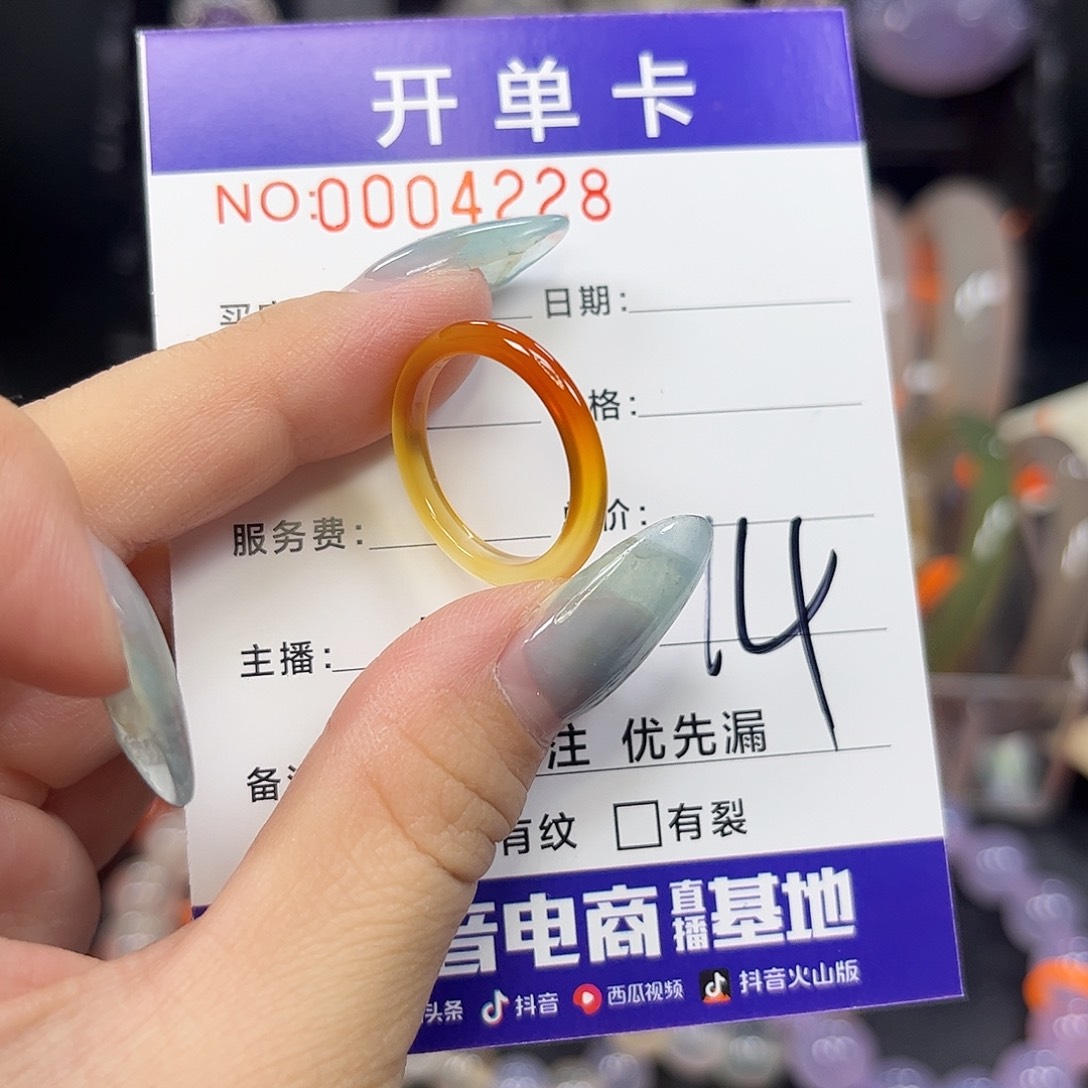 开单卡
NO:0004228
日期:
格:
服务费: 价:
14
主播:
备注 优先漏
有纹 □有裂
音电商直播基地
头条 抖音 西瓜视频 抖音火山版